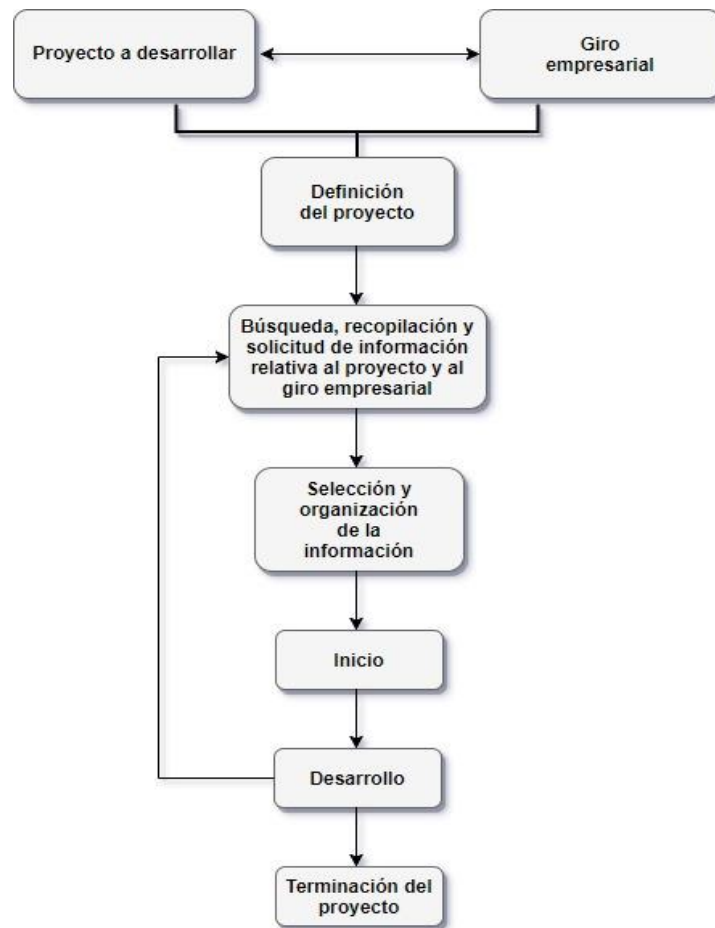 Proyecto a desarrollar
Giro
empresarial
Definición
del proyecto
Búsqueda, recopilación y
solicitud de información
relativa al proyecto y al
giro empresarial
Selección y
organización
de la
información
Inicio
Desarrollo
Terminación del
proyecto